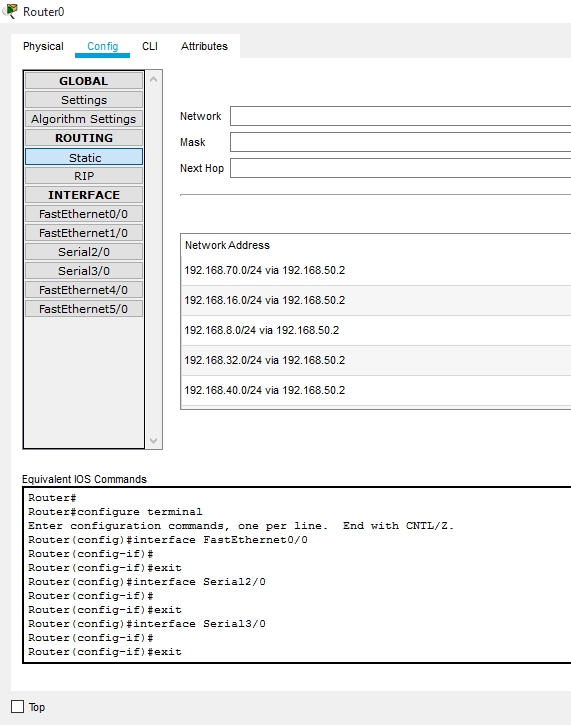 Router0
Physical Config CLI Attributes
GLOBAL
Settings
Algorithm Settings
ROUTING
Static
RIP
INTERFACE
FastEthernet0/0
FastEthernet1/0
Serial2/0
Serial3/0
FastEthernet4/0
FastEthernet5/0
Network
Mask
Next Hop
Network Address
192.168.70.0/24 via 192.168.50.2
192.168.16.0/24 via 192.168.50.2
192.168.8.0/24 via 192.168.50.2
192.168.32.0/24 via 192.168.50.2
192.168.40.0/24 via 192.168.50.2
Equivalent IOS Commands
Router#
Router#configure terminal
Enter configuration commands, one per line.  End with CNTL/Z.
Router(config)#interface FastEthernet0/0
Router(config-if)#
Router(config-if)#exit
Router(config)#interface Serial2/0
Router(config-if)#
Router(config-if)#exit
Router(config)#interface Serial3/0
Router(config-if)#
Router(config-if)#exit
Top